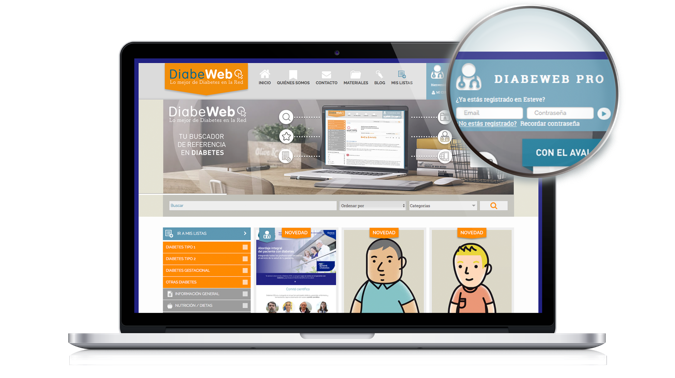 DiabeWeb
Lo mejor de Diabetes en la Red
INICIO
QUIÉNES SOMOS
CONTACTO
MATERIALES
BLOG
MIS LISTAS
DIABEWEB PRO
¿Ya estás registrado en Esteve?
Email
Contraseña
¿No estás registrado? Recordar contraseña
CON EL AVAL
DiabeWeb
Lo mejor de Diabetes en la Red
TU BUSCADOR
DE REFERENCIA
EN DIABETES
Buscar
Ordenar por
Categorías
IR A MIS LISTAS
DIABETES TIPO 1
DIABETES TIPO 2
DIABETES GESTACIONAL
OTRAS DIABETES
INFORMACIÓN GENERAL
NUTRICIÓN / DIETAS
NOVEDAD
NOVEDAD
NOVEDAD